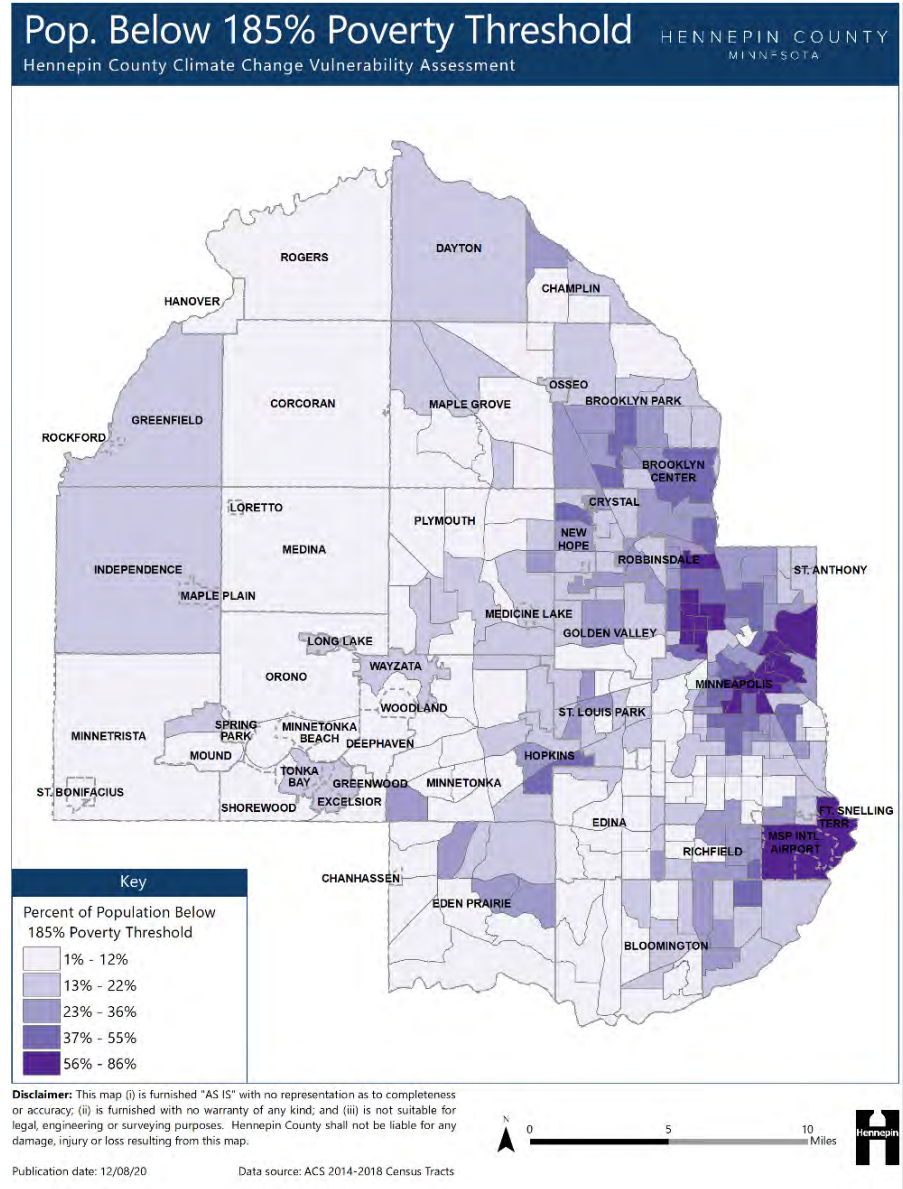 Pop. Below 185% Poverty Threshold
HENNEPIN COUNTY
MINNESOTA
Hennepin County Climate Change Vulnerability Assessment
ROGERS
DAYTON
HANOVER
CHAMPLIN
OSSEO
CORCORAN
MAPLE GROVE
BROOKLYN PARK
GREENFIELD
ROCKFORD
BROOKLYN
CENTER
LORETTO
CRYSTAL
PLYMOUTH
NEW
HOPE
MEDINA
ROBBINSDALE
INDEPENDENCE
ST. ANTHONY
MAPLE PLAIN
MEDICINE LAKE
GOLDEN VALLEY
LONG LAKE
WAYZATA
ORONO
MINNEAPOLIS
WOODLAND
ST. LOUIS PARK
SPRING
PARK
MINNETRISTA
MINNETONKA
BEACH
DEEPHAVEN
MOUND
HOPKINS
TONKA
BAY
GREENWOOD
MINNETONKA
ST. BONIFACIUS
EXCELSIOR
SHOREWOOD
FT. SNELLING
TERR.
EDINA
MSP INTL
AIRPORT
RICHFIELD
CHANHASSEN
EDEN PRAIRIE
BLOOMINGTON
Key
Percent of Population Below
185% Poverty Threshold
1% - 12%
13% - 22%
23% - 36%
37% - 55%
56% - 86%
Disclaimer: This map (i) is furnished "AS IS" with no representation as to completeness
or accuracy; (ii) is furnished with no warranty of any kind; and (iii) is not suitable for
legal, engineering or surveying purposes. Hennepin County shall not be liable for any
damage, injury or loss resulting from this map.
Publication date: 12/08/20
Data source: ACS 2014-2018 Census Tracts
N
0 5 10
Miles
Hennepin